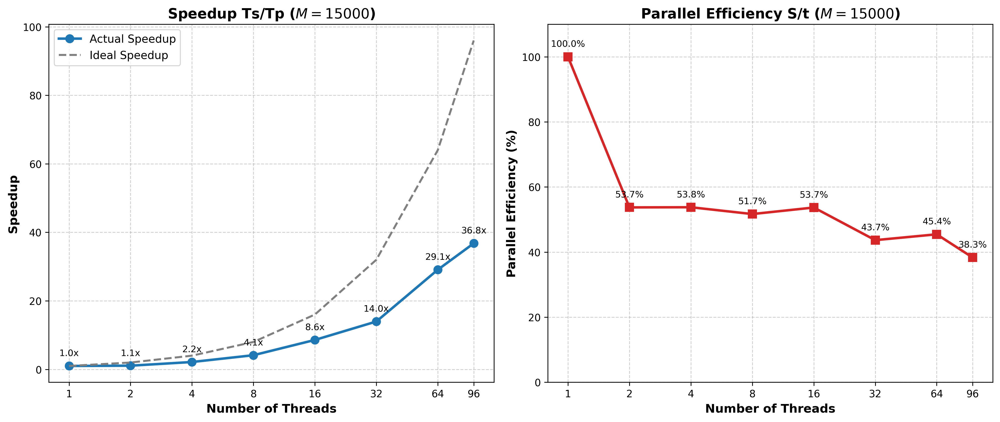 Speedup Ts/Tp (M = 15000)
100
80
60
40
20
0
Speedup
Actual Speedup
Ideal Speedup
1.0x
1.1x
2.2x
4.1x
8.6x
14.0x
29.1x
36.8x
1 2 4 8 16 32 64 96
Number of Threads
Parallel Efficiency S/t (M = 15000)
100
80
60
40
20
0
Parallel Efficiency (%)
100.0%
53.7%
53.8%
51.7%
53.7%
43.7%
45.4%
38.3%
1 2 4 8 16 32 64 96
Number of Threads